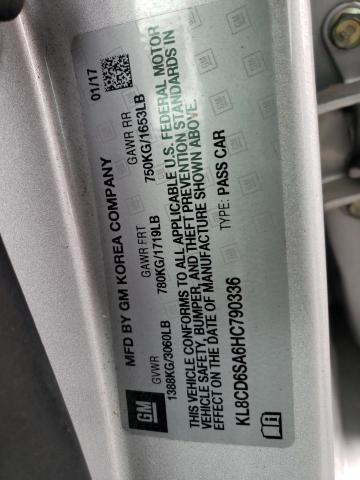 MFD BY GM KOREA COMPANY 01/17
GVWR GAWR FRT GAWR RR
1388KG/3060LB 780KG/1719LB 750KG/1653LB
THIS VEHICLE CONFORMS TO ALL APPLICABLE U.S. FEDERAL MOTOR
VEHICLE SAFETY, BUMPER, AND THEFT PREVENTION STANDARDS IN
EFFECT ON THE DATE OF MANUFACTURE SHOWN ABOVE.
KL8CD6SA6HC790336 TYPE: PASS CAR
GM